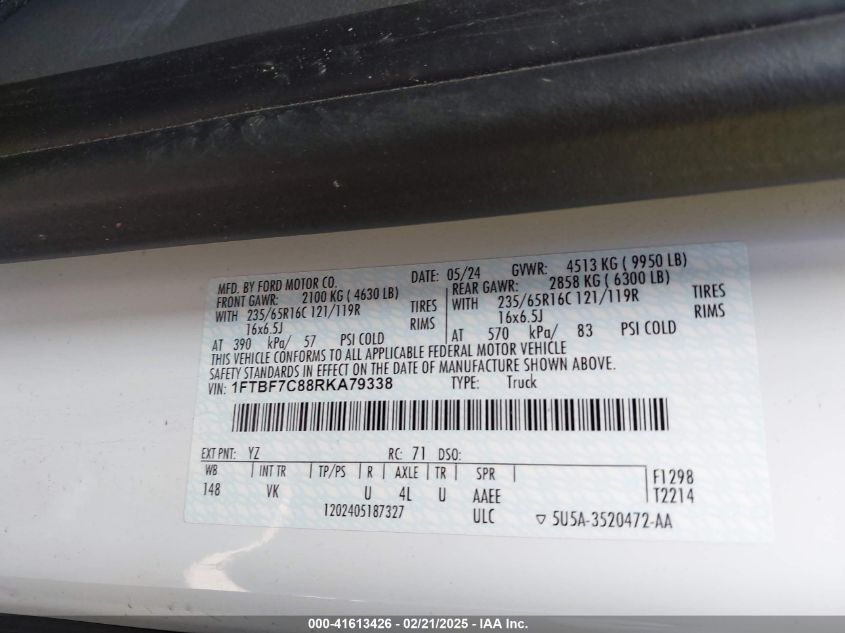 MFD. BY FORD MOTOR CO. DATE: 05/24 GVWR: 4513 KG ( 9950 LB)
FRONT GAWR: 2100 KG ( 4630 LB) REAR GAWR: 2858 KG ( 6300 LB)
WITH 235/65R16C 121/119R TIRES WITH 235/65R16C 121/119R TIRES
16x6.5J RIMS 16x6.5J RIMS
AT 390 kPa/ 57 PSI COLD AT 570 kPa/ 83 PSI COLD
THIS VEHICLE CONFORMS TO ALL APPLICABLE FEDERAL MOTOR VEHICLE
SAFETY STANDARDS IN EFFECT ON THE DATE OF MANUFACTURE SHOWN ABOVE.
VIN: 1FTBF7C88RKA79338 TYPE: Truck
EXT PNT: YZ RC: 71 DSO:
WB INT TR TP/PS R AXLE TR SPR F1298
148 VK U 4L U AAEE T2214
1202405187327 ULC ▽ 5U5A-3520472-AA
000-41613426 - 02/21/2025 - IAA Inc.